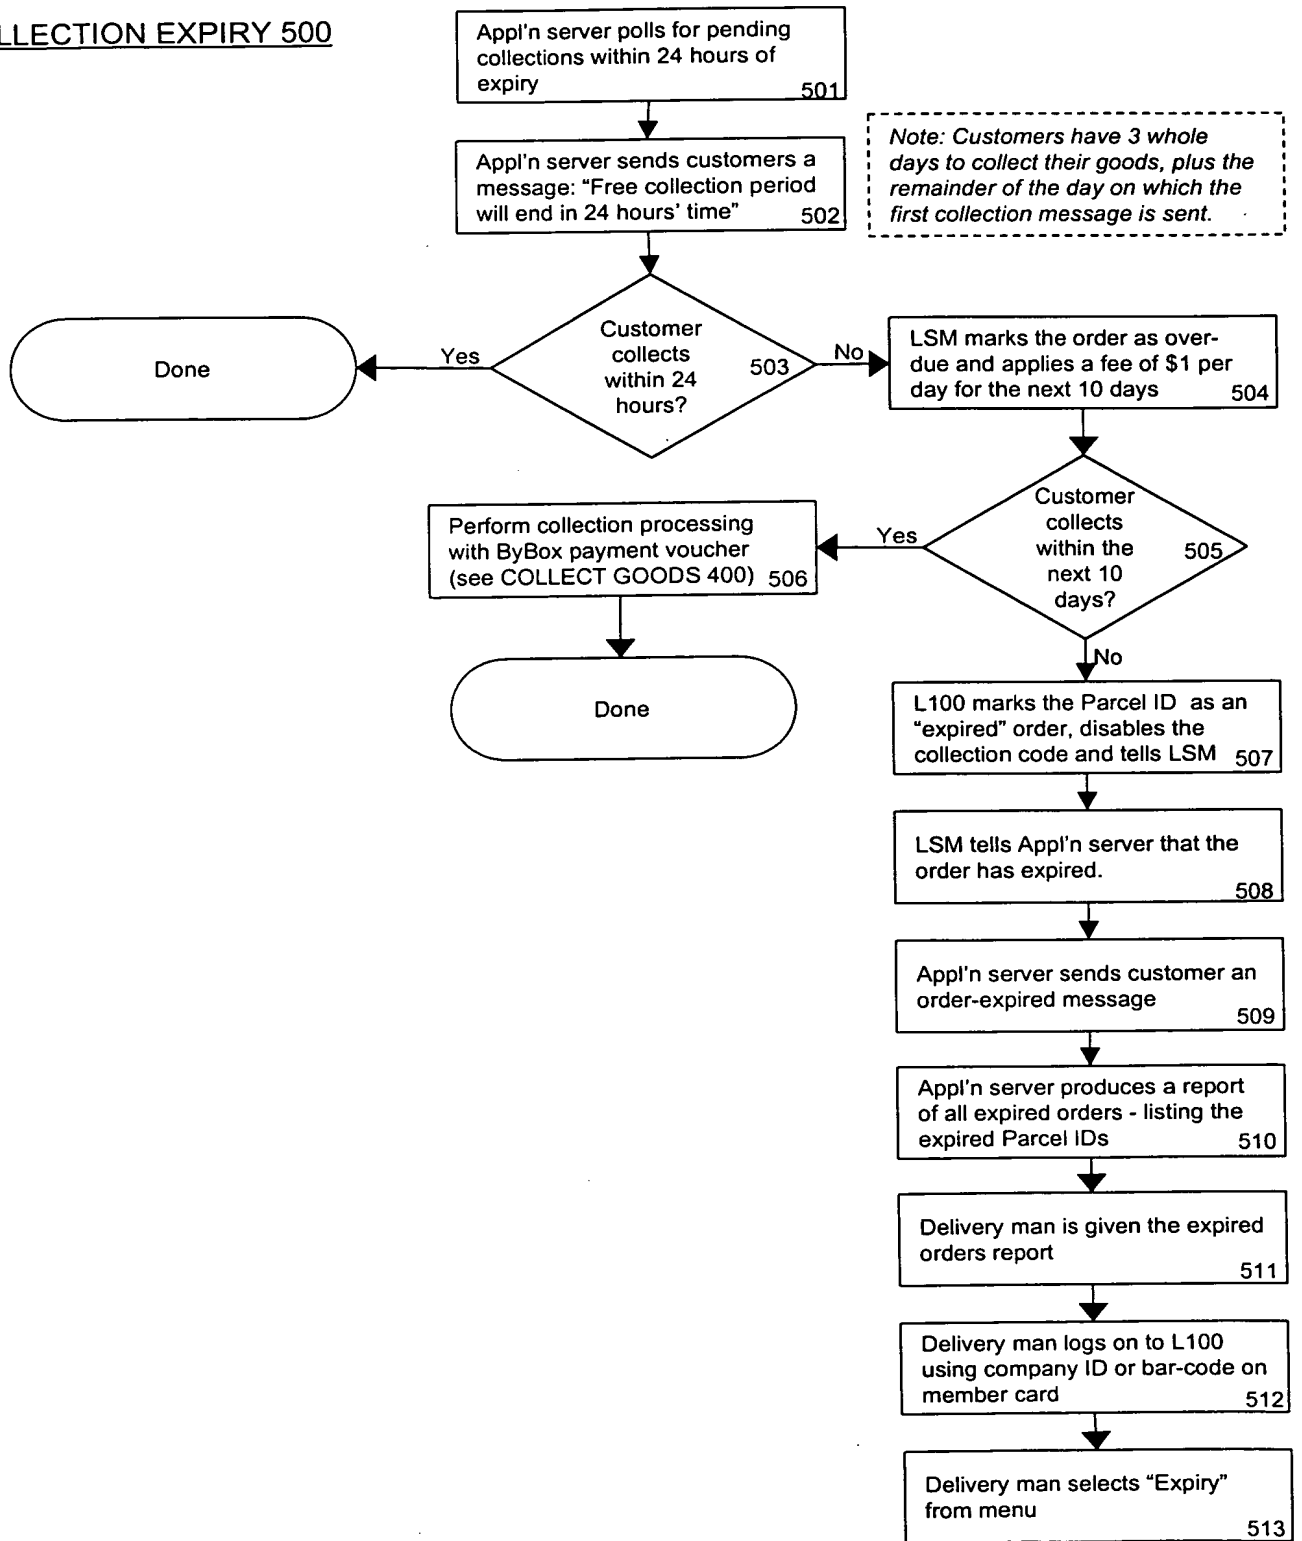 LLECTION EXPIRY 500
Appl'n server polls for pending
collections within 24 hours of
expiry
501
Note: Customers have 3 whole
days to collect their goods, plus the
remainder of the day on which the
first collection message is sent.
Appl'n server sends customers a
message: “Free collection period
will end in 24 hours’ time”
502
Customer
collects
within 24
hours?
503
Yes
No
Done
LSM marks the order as over-
due and applies a fee of $1 per
day for the next 10 days
504
Customer
collects
within the
next 10
days?
505
Yes
No
Perform collection processing
with ByBox payment voucher
(see COLLECT GOODS 400)
506
Done
L100 marks the Parcel ID as an
“expired” order, disables the
collection code and tells LSM
507
LSM tells Appl'n server that the
order has expired.
508
Appl'n server sends customer an
order-expired message
509
Appl'n server produces a report
of all expired orders - listing the
expired Parcel IDs
510
Delivery man is given the expired
orders report
511
Delivery man logs on to L100
using company ID or bar-code on
member card
512
Delivery man selects “Expiry”
from menu
513